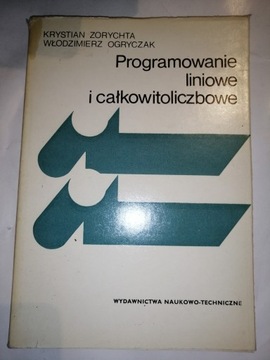 KRYSTIAN ZORYCHTA
WŁODZIMIERZ OGRYCZAK
Programowanie
liniowe
i całkowitoliczbowe
WYDAWNICTWA NAUKOWO-TECHNICZNE